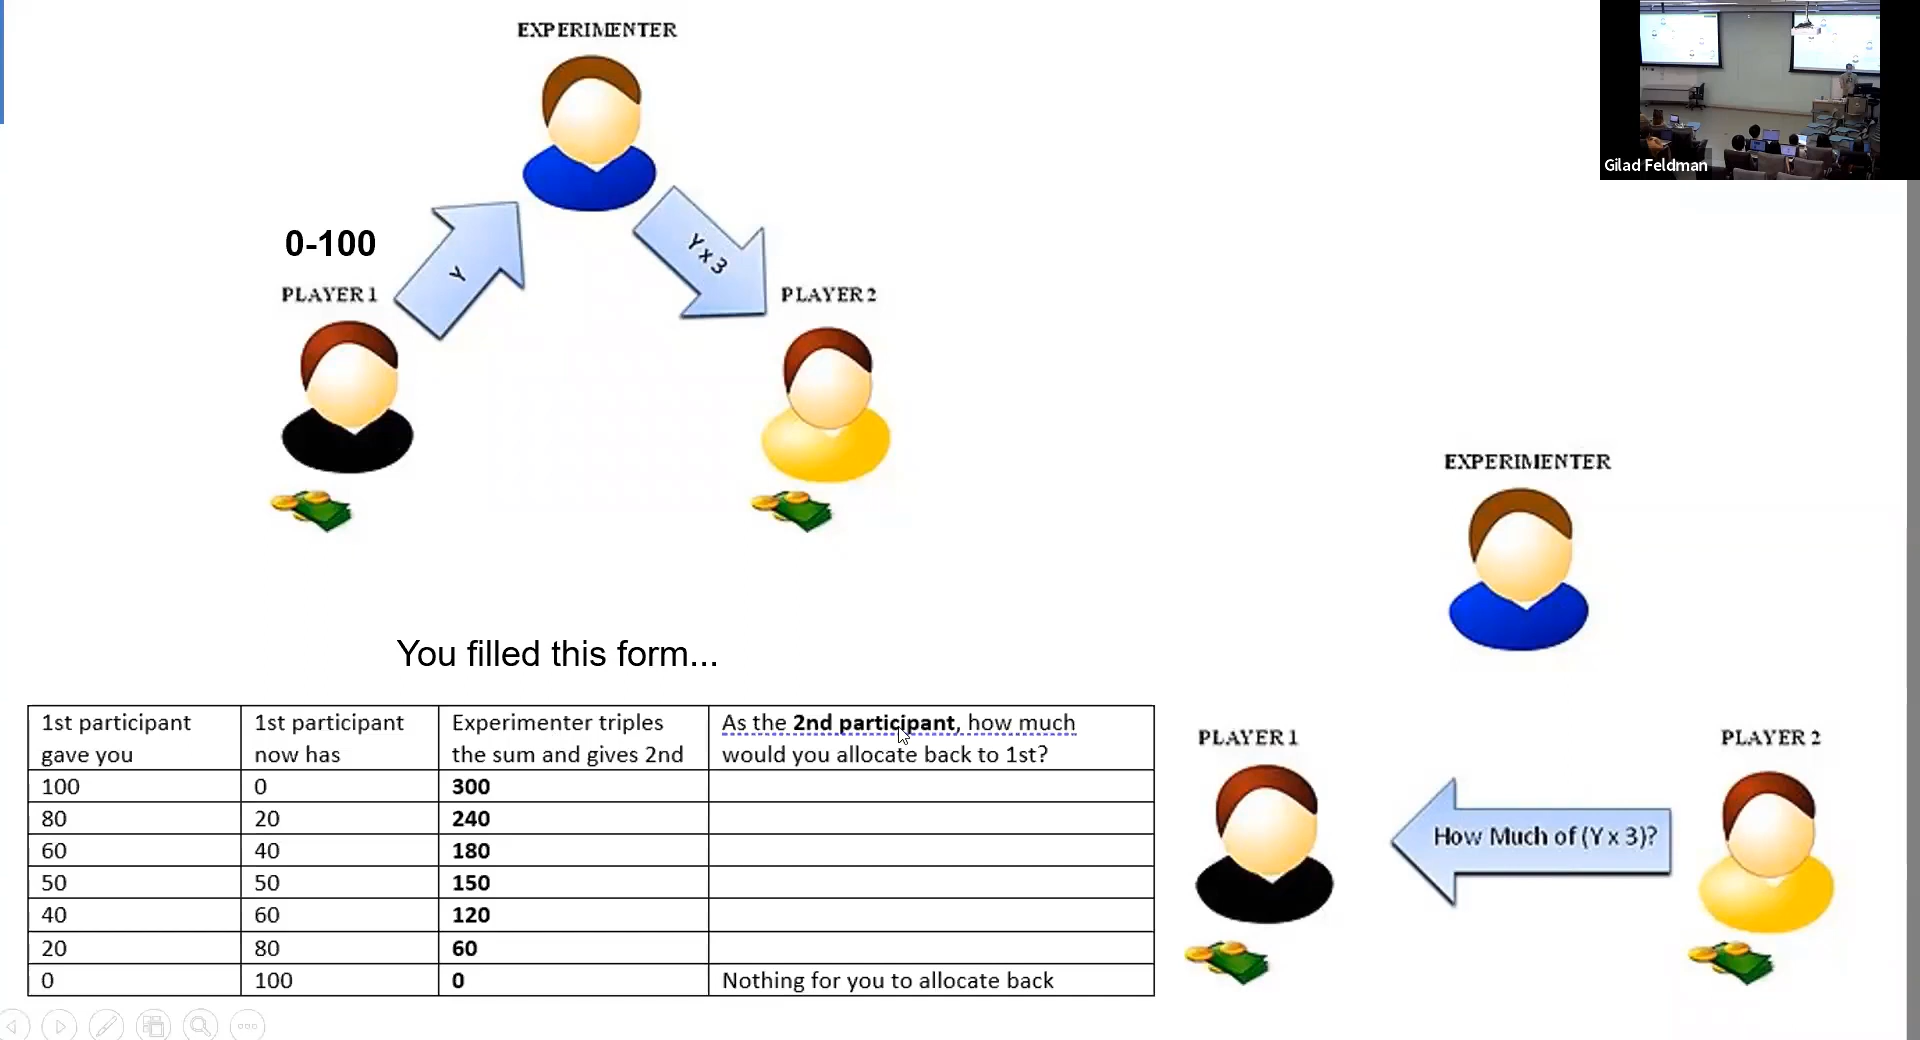 EXPERIMENTER
Gilad Feldman
0-100
Y
Y x 3
PLAYER 1
PLAYER 2
EXPERIMENTER
You filled this form...
1st participant gave you
1st participant now has
Experimenter triples the sum and gives 2nd
As the 2nd participant, how much would you allocate back to 1st?
100 0 300
80 20 240
60 40 180
50 50 150
40 60 120
20 80 60
0 100 0 Nothing for you to allocate back
PLAYER 1
PLAYER 2
How Much of (Y x 3)?